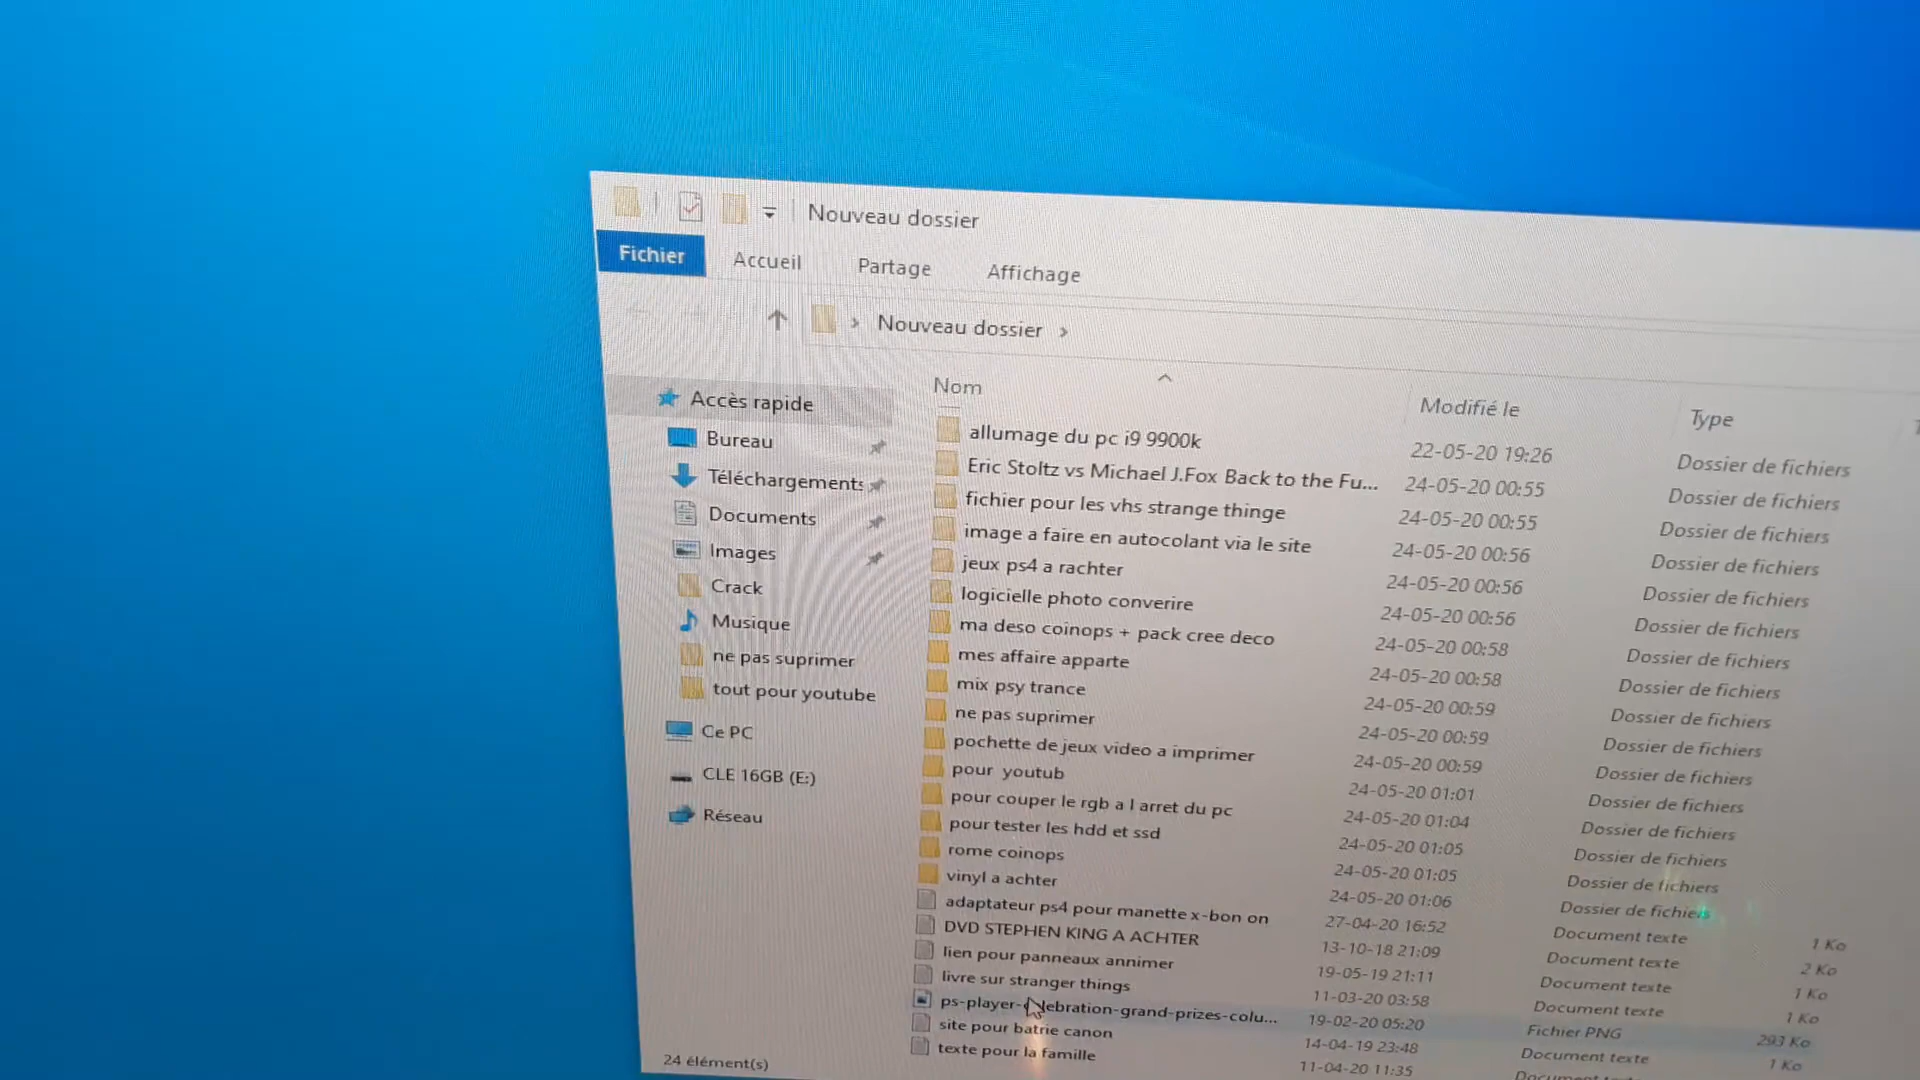 Nouveau dossier
Fichier Accueil Partage Affichage
Nouveau dossier
Accès rapide
Bureau
Téléchargements
Documents
Images
Crack
Musique
ne pas suprimer
tout pour youtube
Ce PC
CLE 16GB (E:)
Réseau
24 élément(s)
Nom Modifié le Type
allumage du pc i9 9900k 22-05-20 19:26 Dossier de fichiers
Eric Stoltz vs Michael J.Fox Back to the Fu... 24-05-20 00:55 Dossier de fichiers
fichier pour les vhs strange thinge 24-05-20 00:55 Dossier de fichiers
image a faire en autocolant via le site 24-05-20 00:56 Dossier de fichiers
jeux ps4 a rachter 24-05-20 00:56 Dossier de fichiers
logicielle photo converire 24-05-20 00:56 Dossier de fichiers
ma deso coinops + pack cree deco 24-05-20 00:58 Dossier de fichiers
mes affaire apparte 24-05-20 00:58 Dossier de fichiers
mix psy trance 24-05-20 00:59 Dossier de fichiers
ne pas suprimer 24-05-20 00:59 Dossier de fichiers
pochette de jeux video a imprimer 24-05-20 00:59 Dossier de fichiers
pour youtub 24-05-20 01:01 Dossier de fichiers
pour couper le rgb a l arret du pc 24-05-20 01:04 Dossier de fichiers
pour tester les hdd et ssd 24-05-20 01:05 Dossier de fichiers
rome coinops 24-05-20 01:05 Dossier de fichiers
vinyl a achter 24-05-20 01:06 Dossier de fichiers
adaptateur ps4 pour manette x-bon on 27-04-20 16:52 Document texte 1 Ko
DVD STEPHEN KING A ACHTER 13-10-18 21:09 Document texte 2 Ko
lien pour panneaux annimer 19-05-19 21:11 Document texte 1 Ko
livre sur stranger things 11-03-20 03:58 Document texte 1 Ko
ps-player-celebration-grand-prizes-colu... 19-02-20 05:20 Fichier PNG 293 Ko
site pour batrie canon 14-04-19 23:48 Document texte 1 Ko
texte pour la famille 11-04-20 11:35